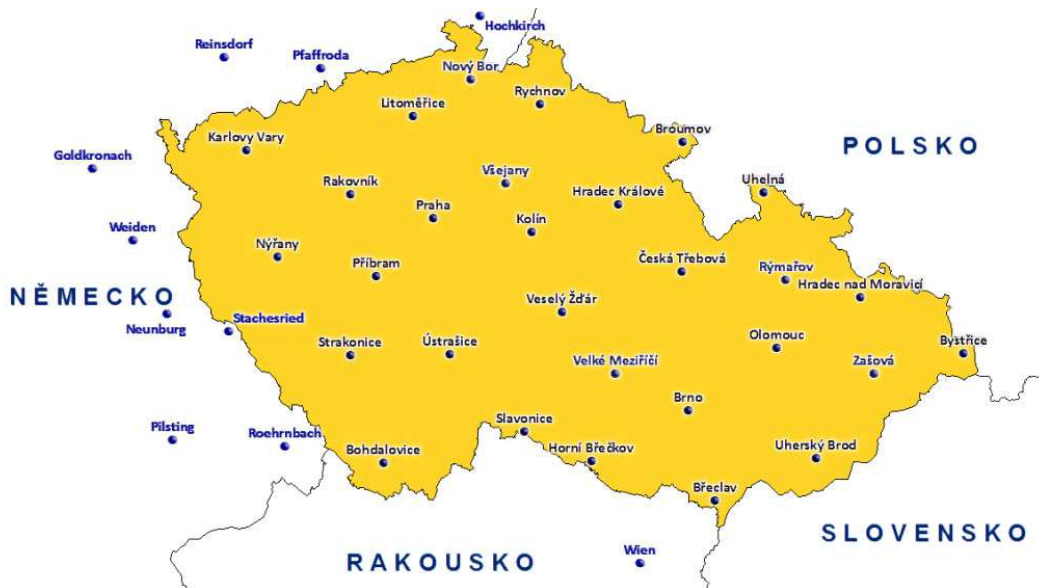 Hochkirch
Reinsdorf
Pfaffroda
Nový Bor
Rychnov
Litoměřice
Karlovy Vary
Broumov
POLSKO
Goldkronach
Všejany
Uhelná
Rakovník
Hradec Králové
Praha
Kolín
Weiden
Nýřany
Česká Třebová
Příbram
Rýmařov
Hradec nad Moravicí
NĚMECKO
Veselý Žďár
Neunburg
Stachesried
Strakonice
Ústrašice
Olomouc
Bystřice
Velké Meziříčí
Zašová
Brno
Slavonice
Pilsting
Roehrnbach
Bohdalovice
Horní Břečkov
Uherský Brod
Břeclav
SLOVENSKO
Wien
RAKOUSKO